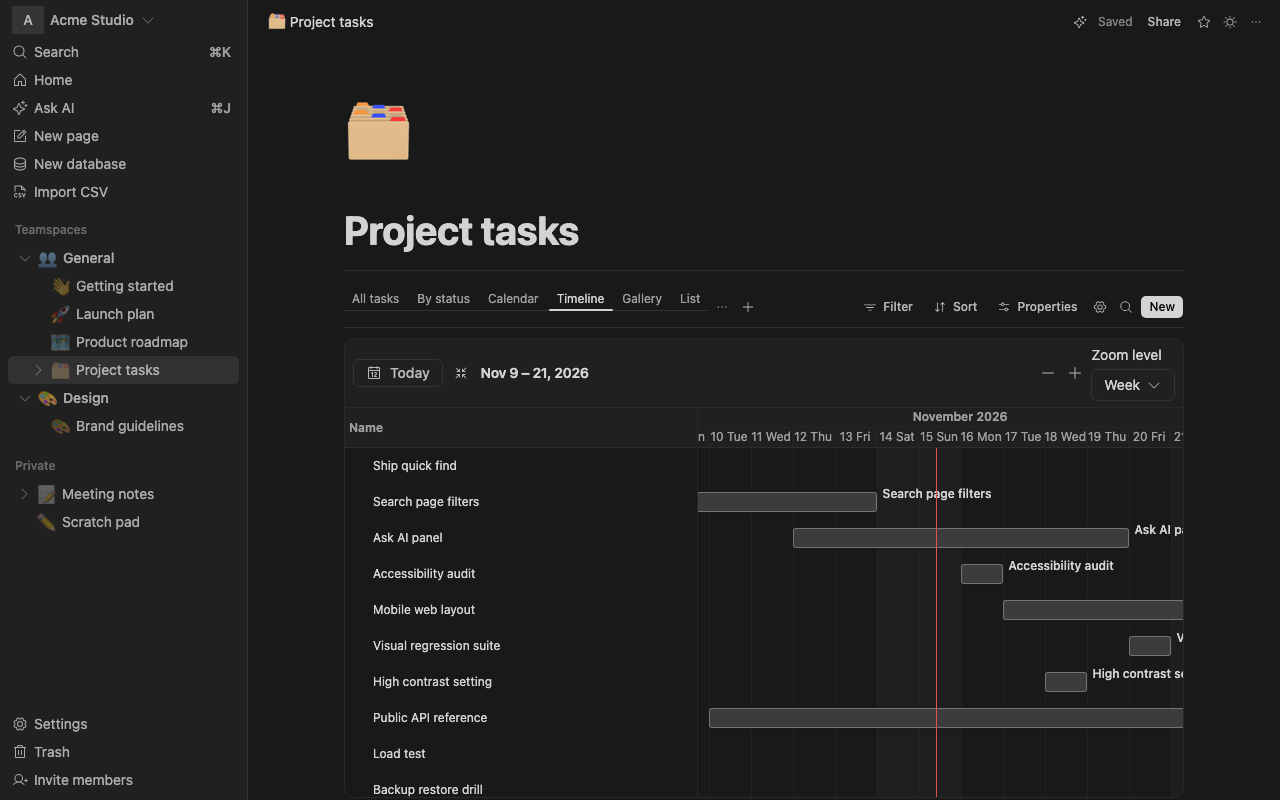 A Acme Studio
Search ⌘K
Home
Ask AI ⌘J
New page
New database
Import CSV
Teamspaces
General
Getting started
Launch plan
Product roadmap
Project tasks
Design
Brand guidelines
Private
Meeting notes
Scratch pad
Settings
Trash
Invite members
Project tasks
Saved Share
Project tasks
All tasks By status Calendar Timeline Gallery List
Filter Sort Properties New
Today Nov 9 – 21, 2026
Zoom level
Week
Name
November 2026
10 Tue 11 Wed 12 Thu 13 Fri 14 Sat 15 Sun 16 Mon 17 Tue 18 Wed 19 Thu 20 Fri 21
Ship quick find
Search page filters Search page filters
Ask AI panel Ask AI
Accessibility audit Accessibility audit
Mobile web layout
Visual regression suite
High contrast setting High contrast
Public API reference
Load test
Backup restore drill